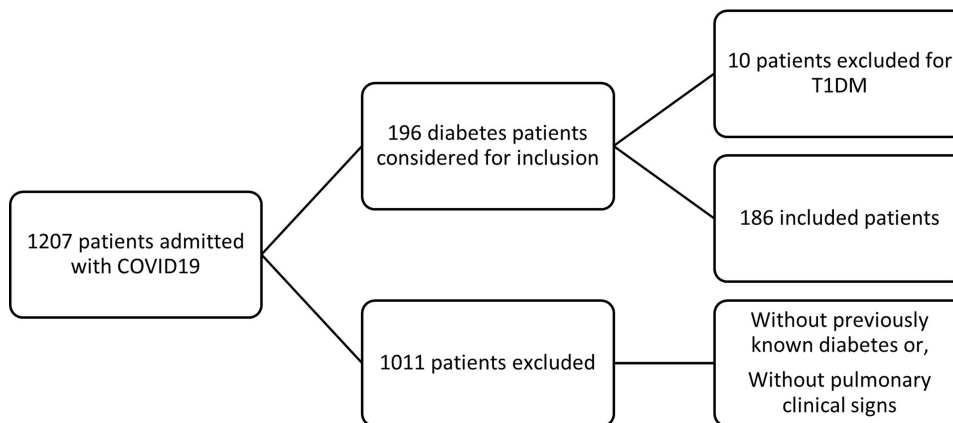 1207 patients admitted
with COVID19
196 diabetes patients
considered for inclusion
10 patients excluded for
T1DM
186 included patients
1011 patients excluded
Without previously
known diabetes or,
Without pulmonary
clinical signs